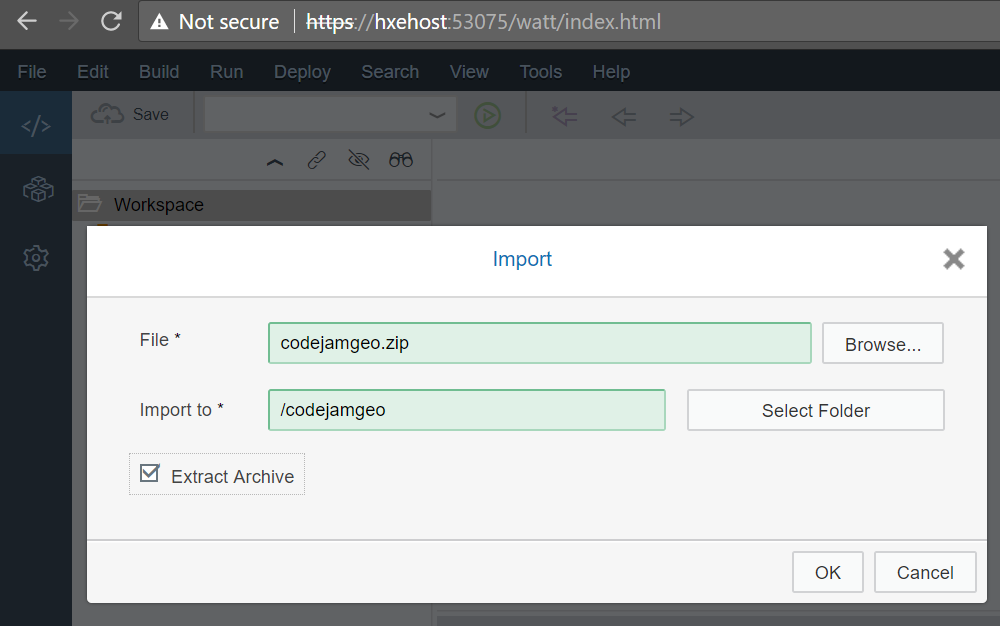 Not secure https://hxehost:53075/watt/index.html
File Edit Build Run Deploy Search View Tools Help
</> Save
Workspace
Import
File * codejamgeo.zip Browse...
Import to * /codejamgeo Select Folder
Extract Archive
OK Cancel